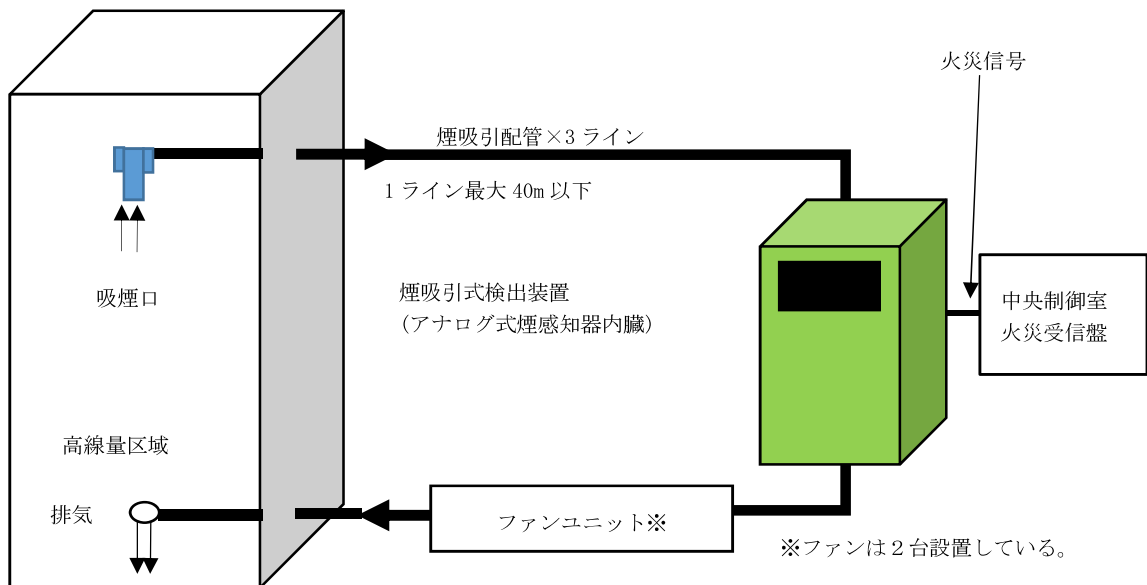 火災信号
煙吸引配管×3 ライン
1 ライン最大 40m 以下
吸煙口
煙吸引式検出装置
(アナログ式煙感知器内臓)
中央制御室
火災受信盤
高線量区域
排気
ファンユニット※
※ファンは２台設置している。